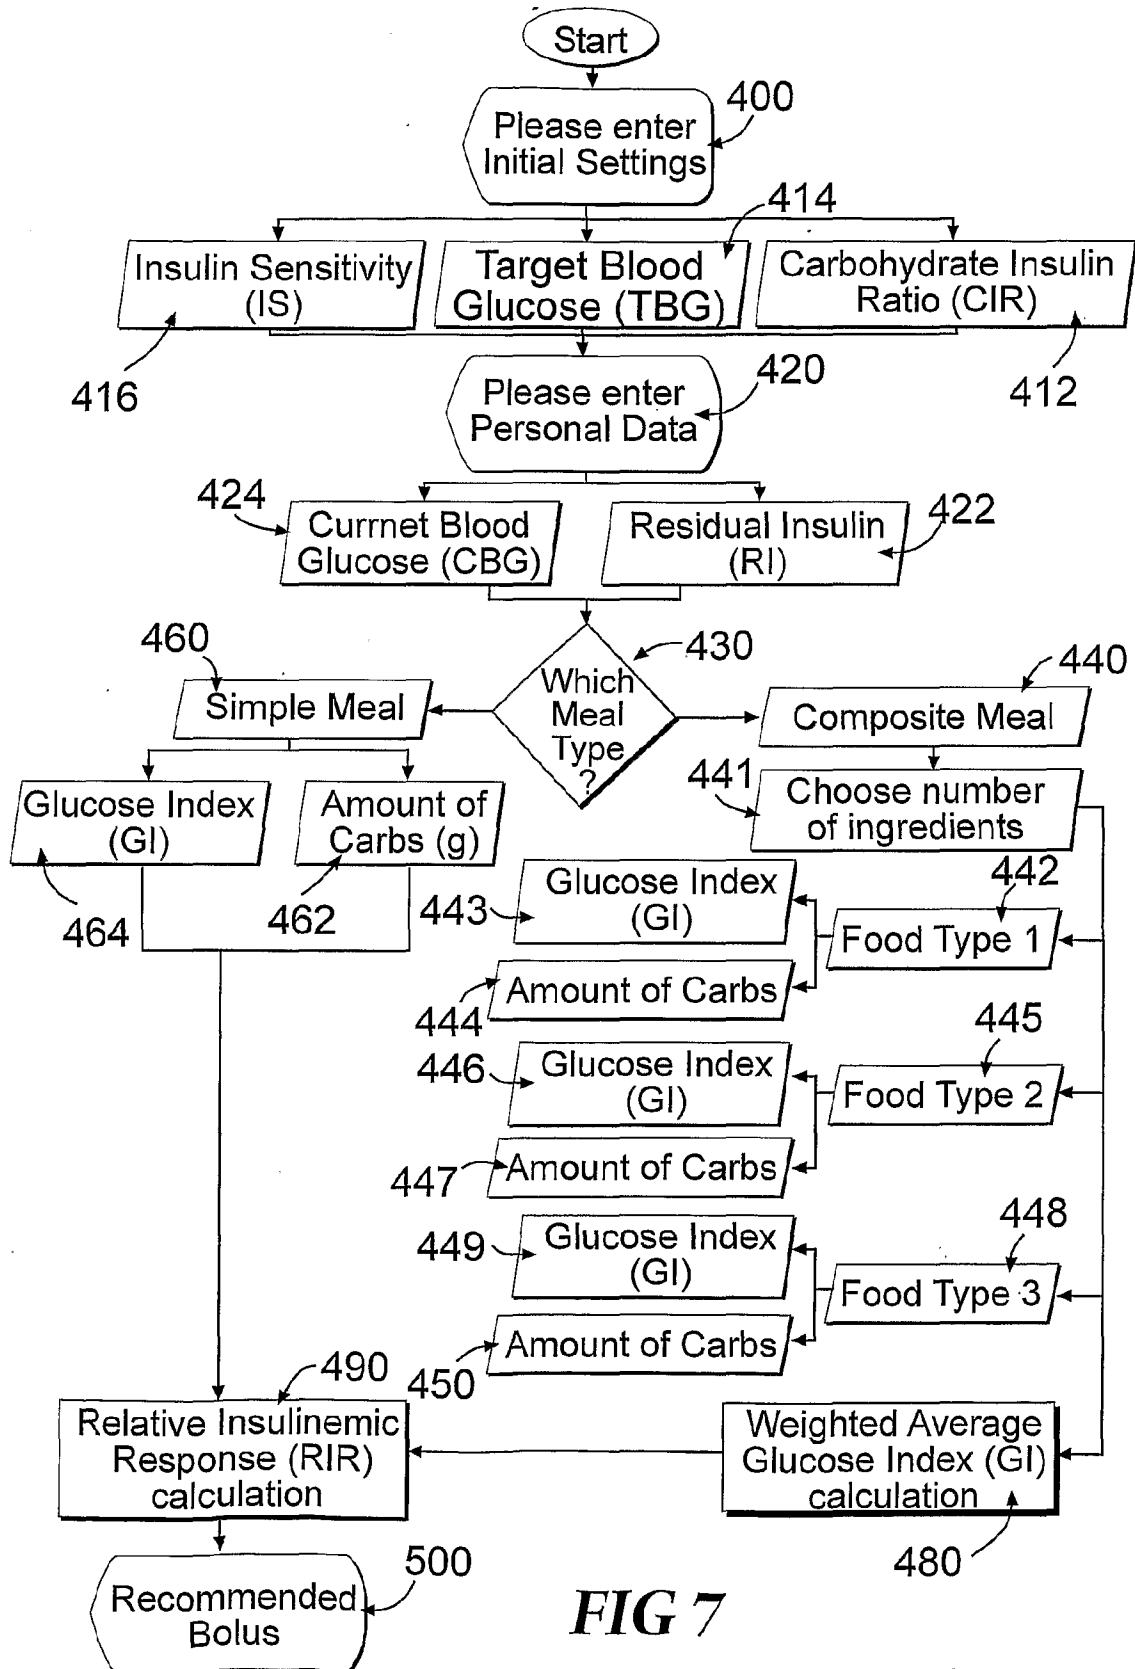 Start
400
Please enter
Initial Settings
414
Insulin Sensitivity
(IS)
Target Blood
Glucose (TBG)
Carbohydrate Insulin
Ratio (CIR)
416
412
420
Please enter
Personal Data
424
Currnet Blood
Glucose (CBG)
Residual Insulin
(RI)
422
430
460
Simple Meal
Which
Meal
Type
?
440
Composite Meal
Glucose Index
(GI)
Amount of
Carbs (g)
441
Choose number
of ingredients
464
462
443
Glucose Index
(GI)
442
Food Type 1
444
Amount of Carbs
446
Glucose Index
(GI)
445
Food Type 2
447
Amount of Carbs
449
Glucose Index
(GI)
448
Food Type 3
450
Amount of Carbs
490
Relative Insulinemic
Response (RIR)
calculation
Weighted Average
Glucose Index (GI)
calculation
480
500
Recommended
Bolus
FIG 7